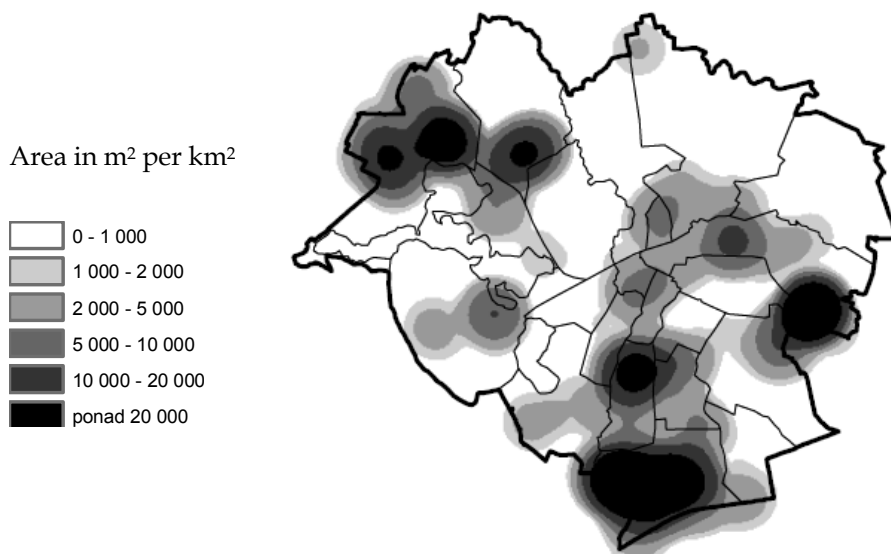 Area in m² per km²
0 - 1 000
1 000 - 2 000
2 000 - 5 000
5 000 - 10 000
10 000 - 20 000
ponad 20 000